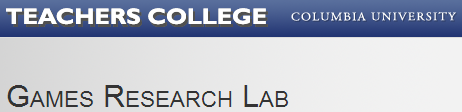 TEACHERS COLLEGE COLUMBIA UNIVERSITY
GAMES RESEARCH LAB